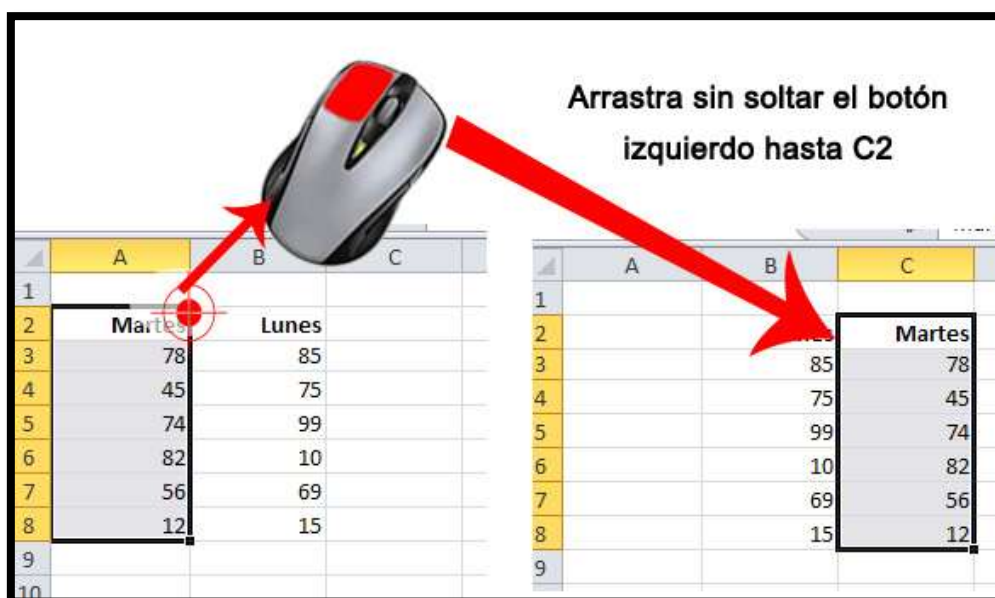 Arrastra sin soltar el botón
izquierdo hasta C2
A B C
1
2 Martes Lunes
3 78 85
4 45 75
5 74 99
6 82 10
7 56 69
8 12 15
9
10
A B C
1
2 Martes
3 85 78
4 75 45
5 99 74
6 10 82
7 69 56
8 15 12
9